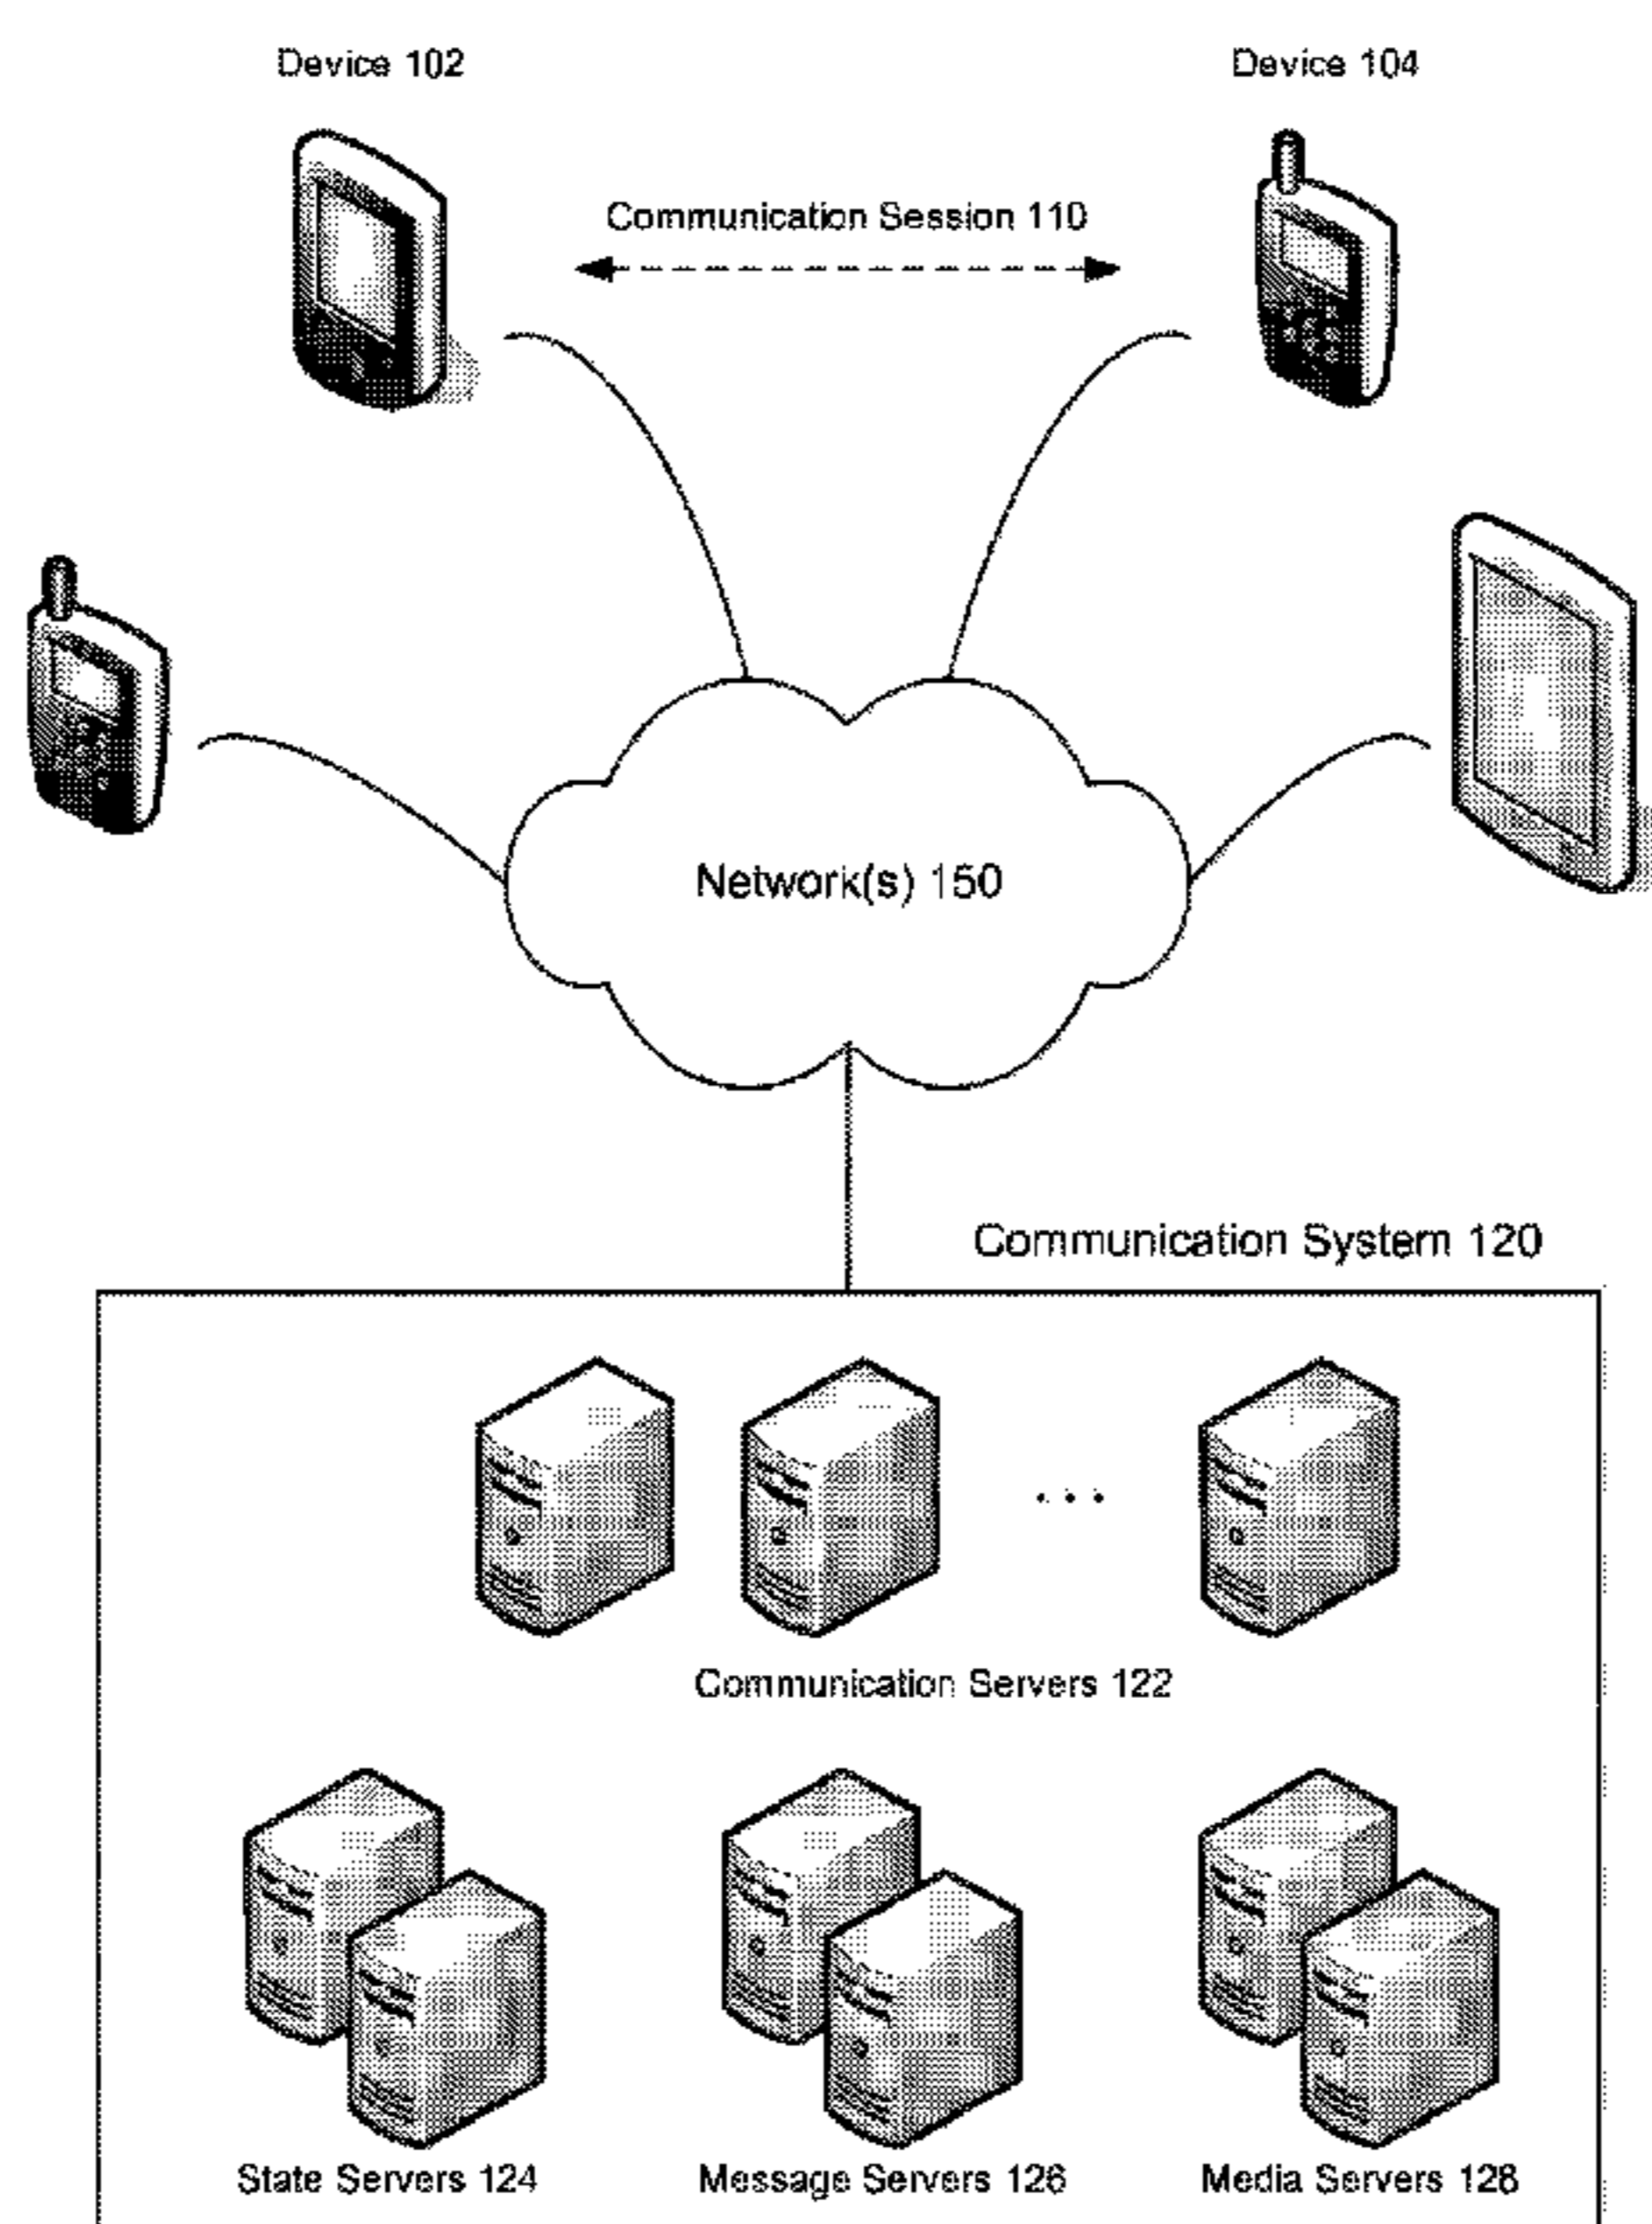 Device 102
Device 104
Communication Session 110
Network(s) 150
Communication System 120
. . .
Communication Servers 122
State Servers 124
Message Servers 126
Media Servers 128